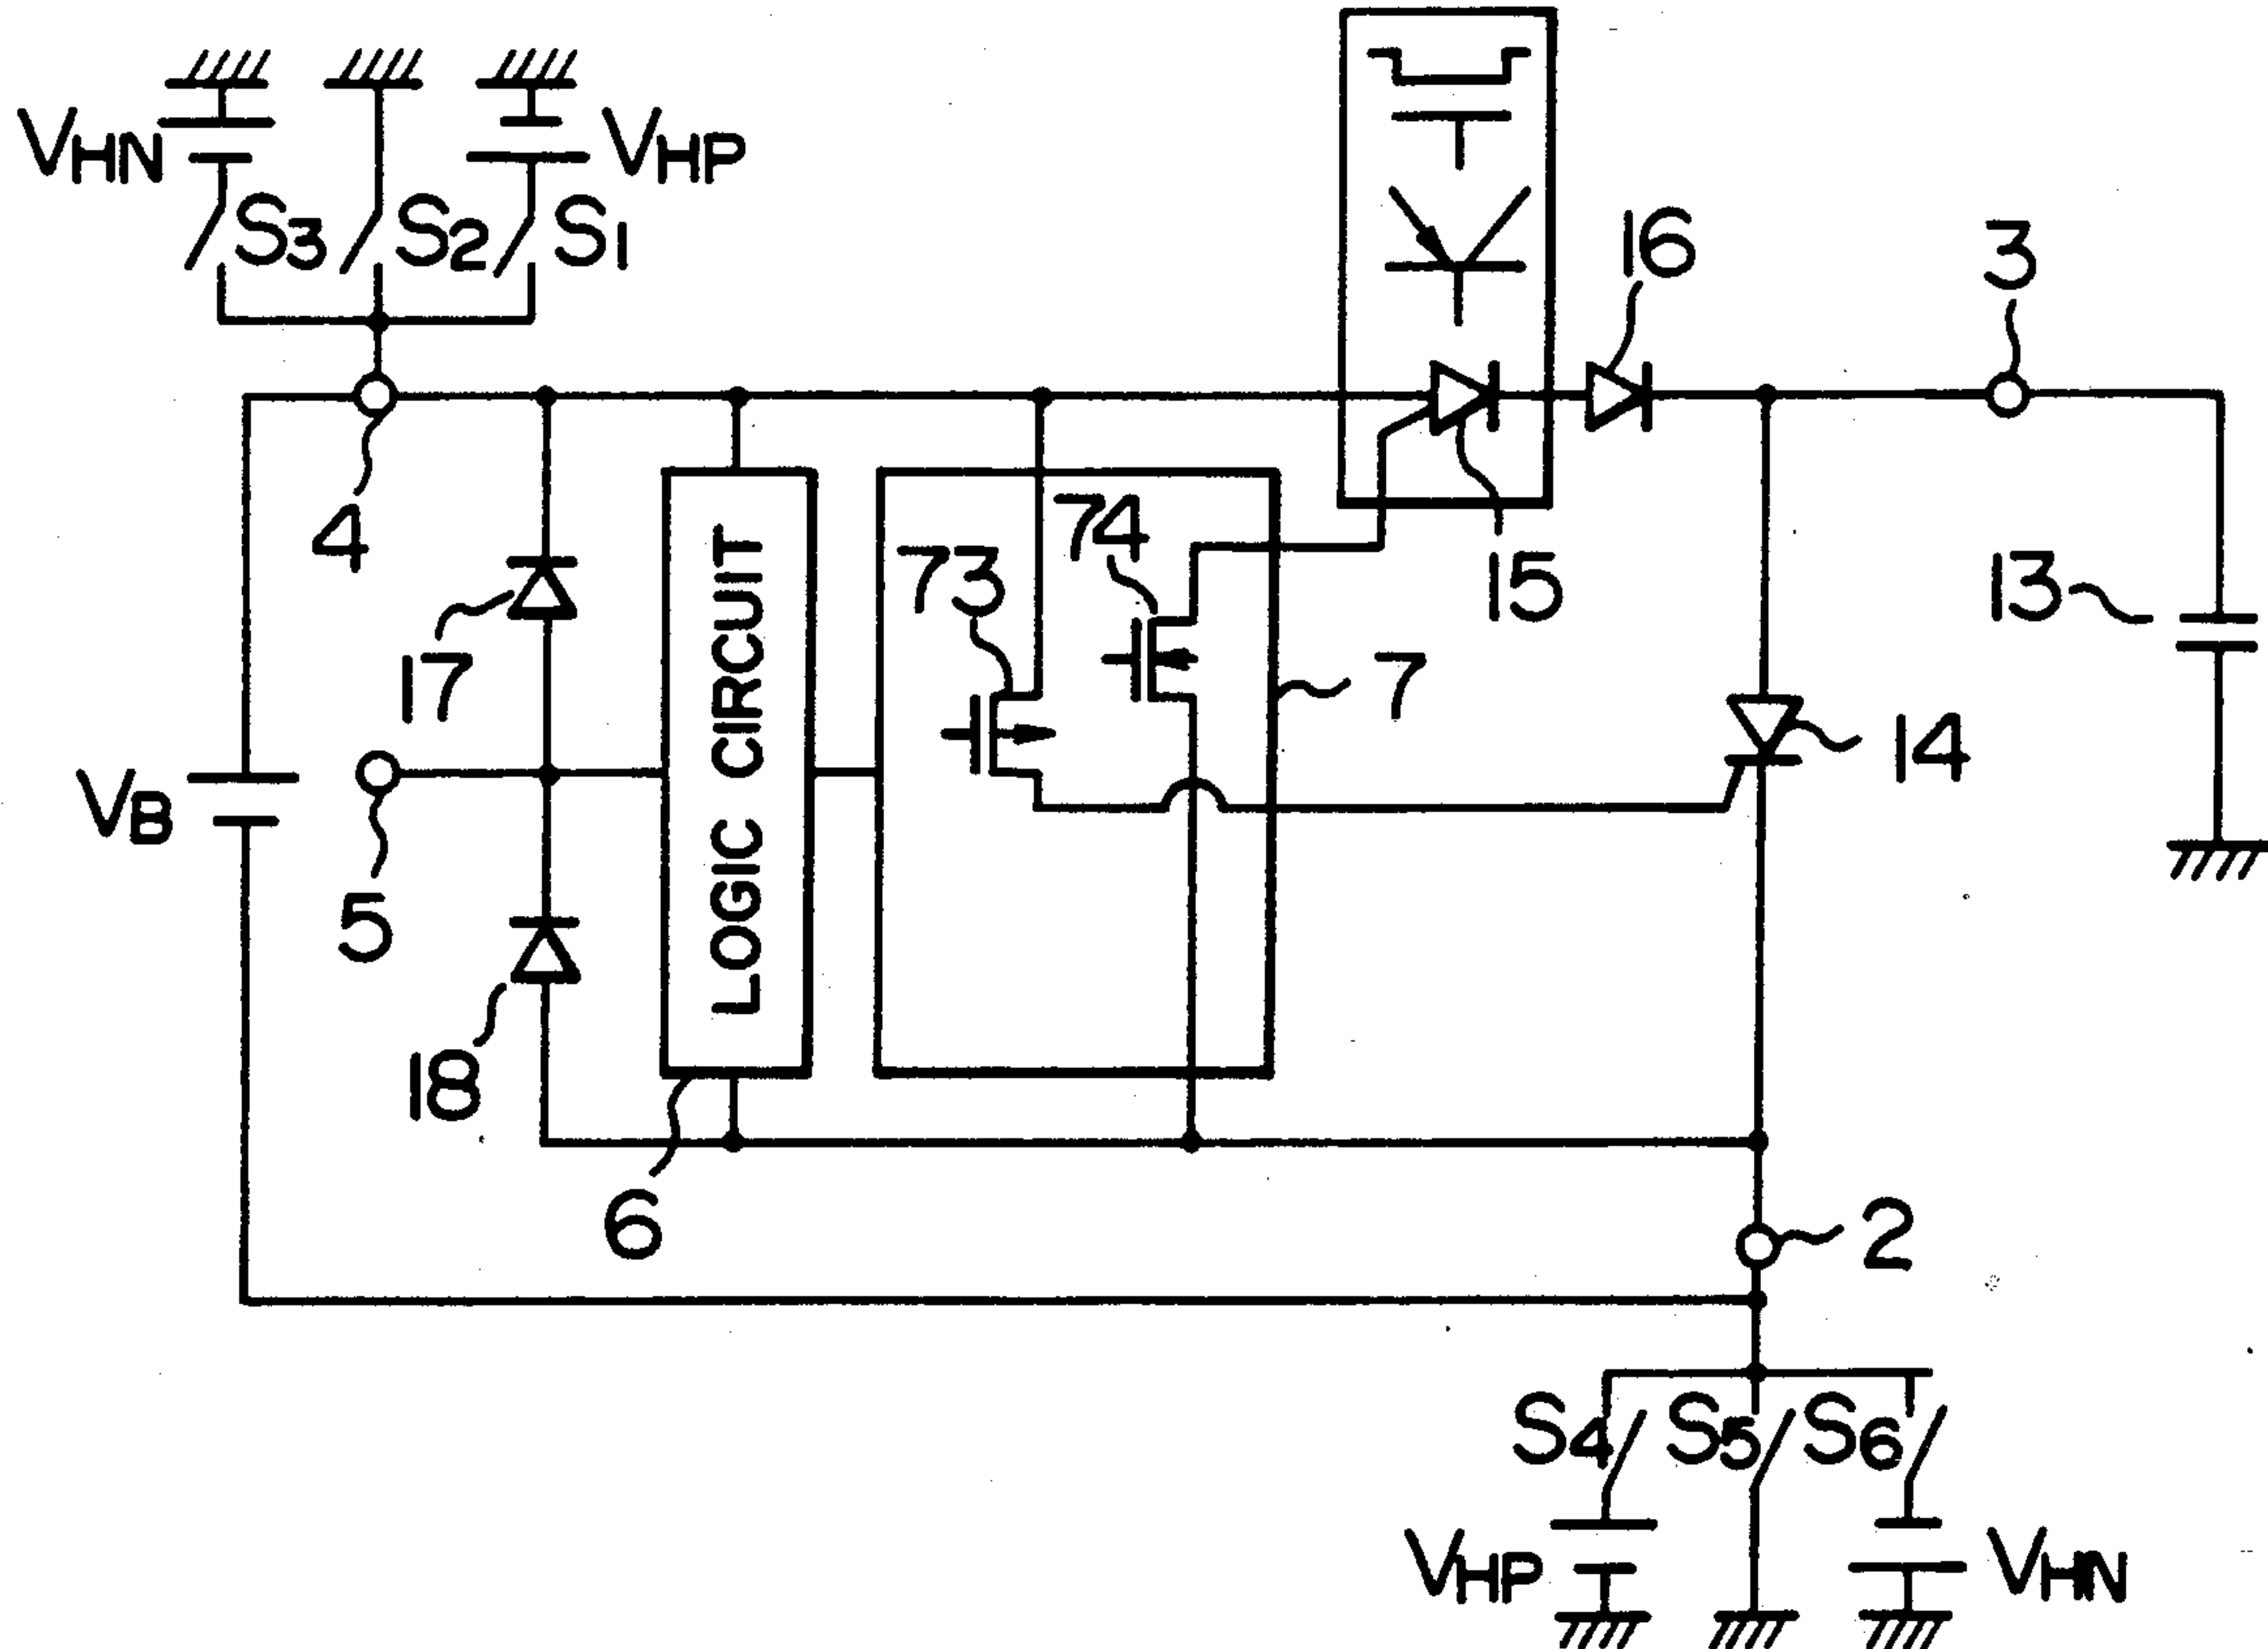 VHN
VHP
S3
S2
S1
16
3
4
74
73
15
13
17
7
14
LOGIC CIRCUIT
VB
5
18
6
2
S4
S5
S6
VHP
VHN